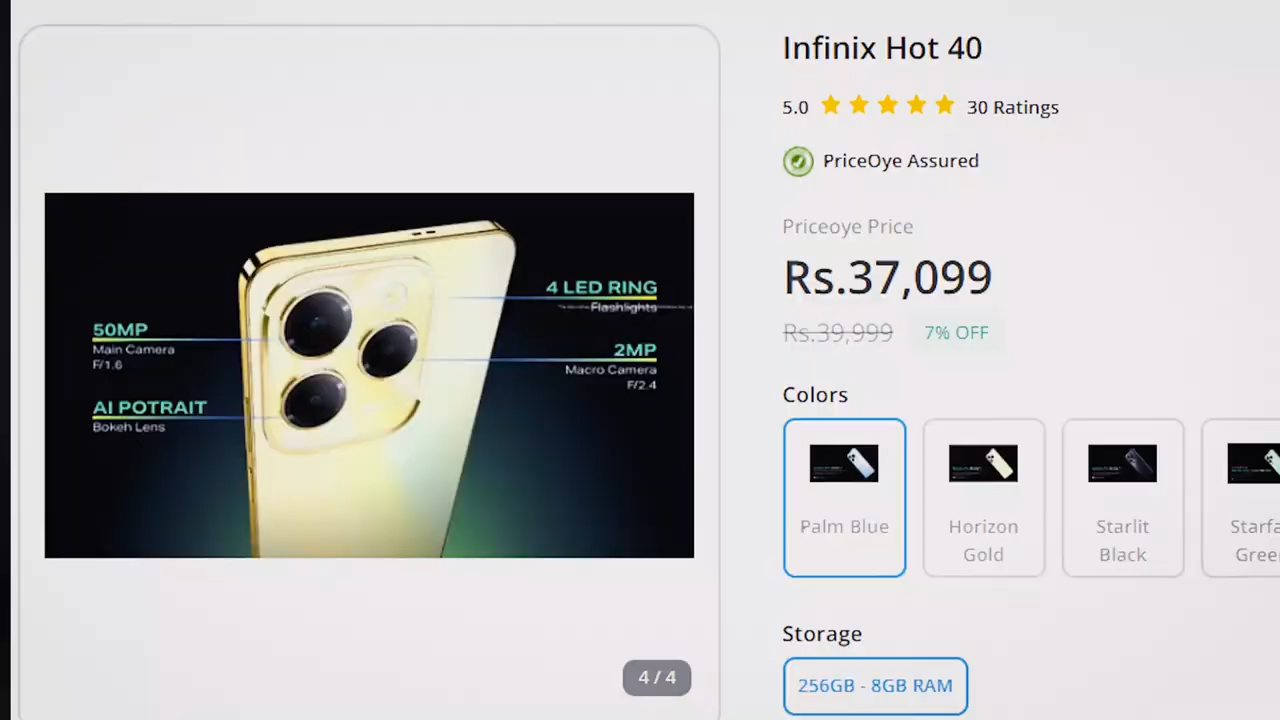 Infinix Hot 40
5.0
30 Ratings
PriceOye Assured
Priceoye Price
Rs.37,099
Rs.39,999
7% OFF
Colors
Palm Blue
Horizon
Gold
Starlit
Black
Starfa
Gree
Storage
256GB - 8GB RAM
50MP
Main Camera
F/1.6
AI POTRAIT
Bokeh Lens
4 LED RING
Flashlights
2MP
Macro Camera
F/2.4
4 / 4